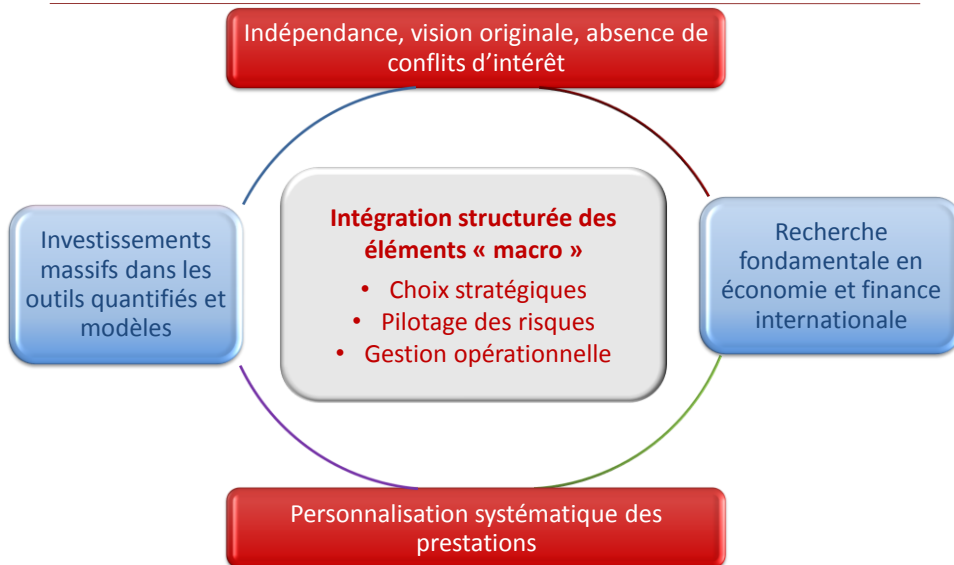 Indépendance, vision originale, absence de
conflits d’intérêt
Investissements
massifs dans les
outils quantifiés et
modèles
Intégration structurée des
éléments « macro »
• Choix stratégiques
• Pilotage des risques
• Gestion opérationnelle
Recherche
fondamentale en
économie et finance
internationale
Personnalisation systématique des
prestations